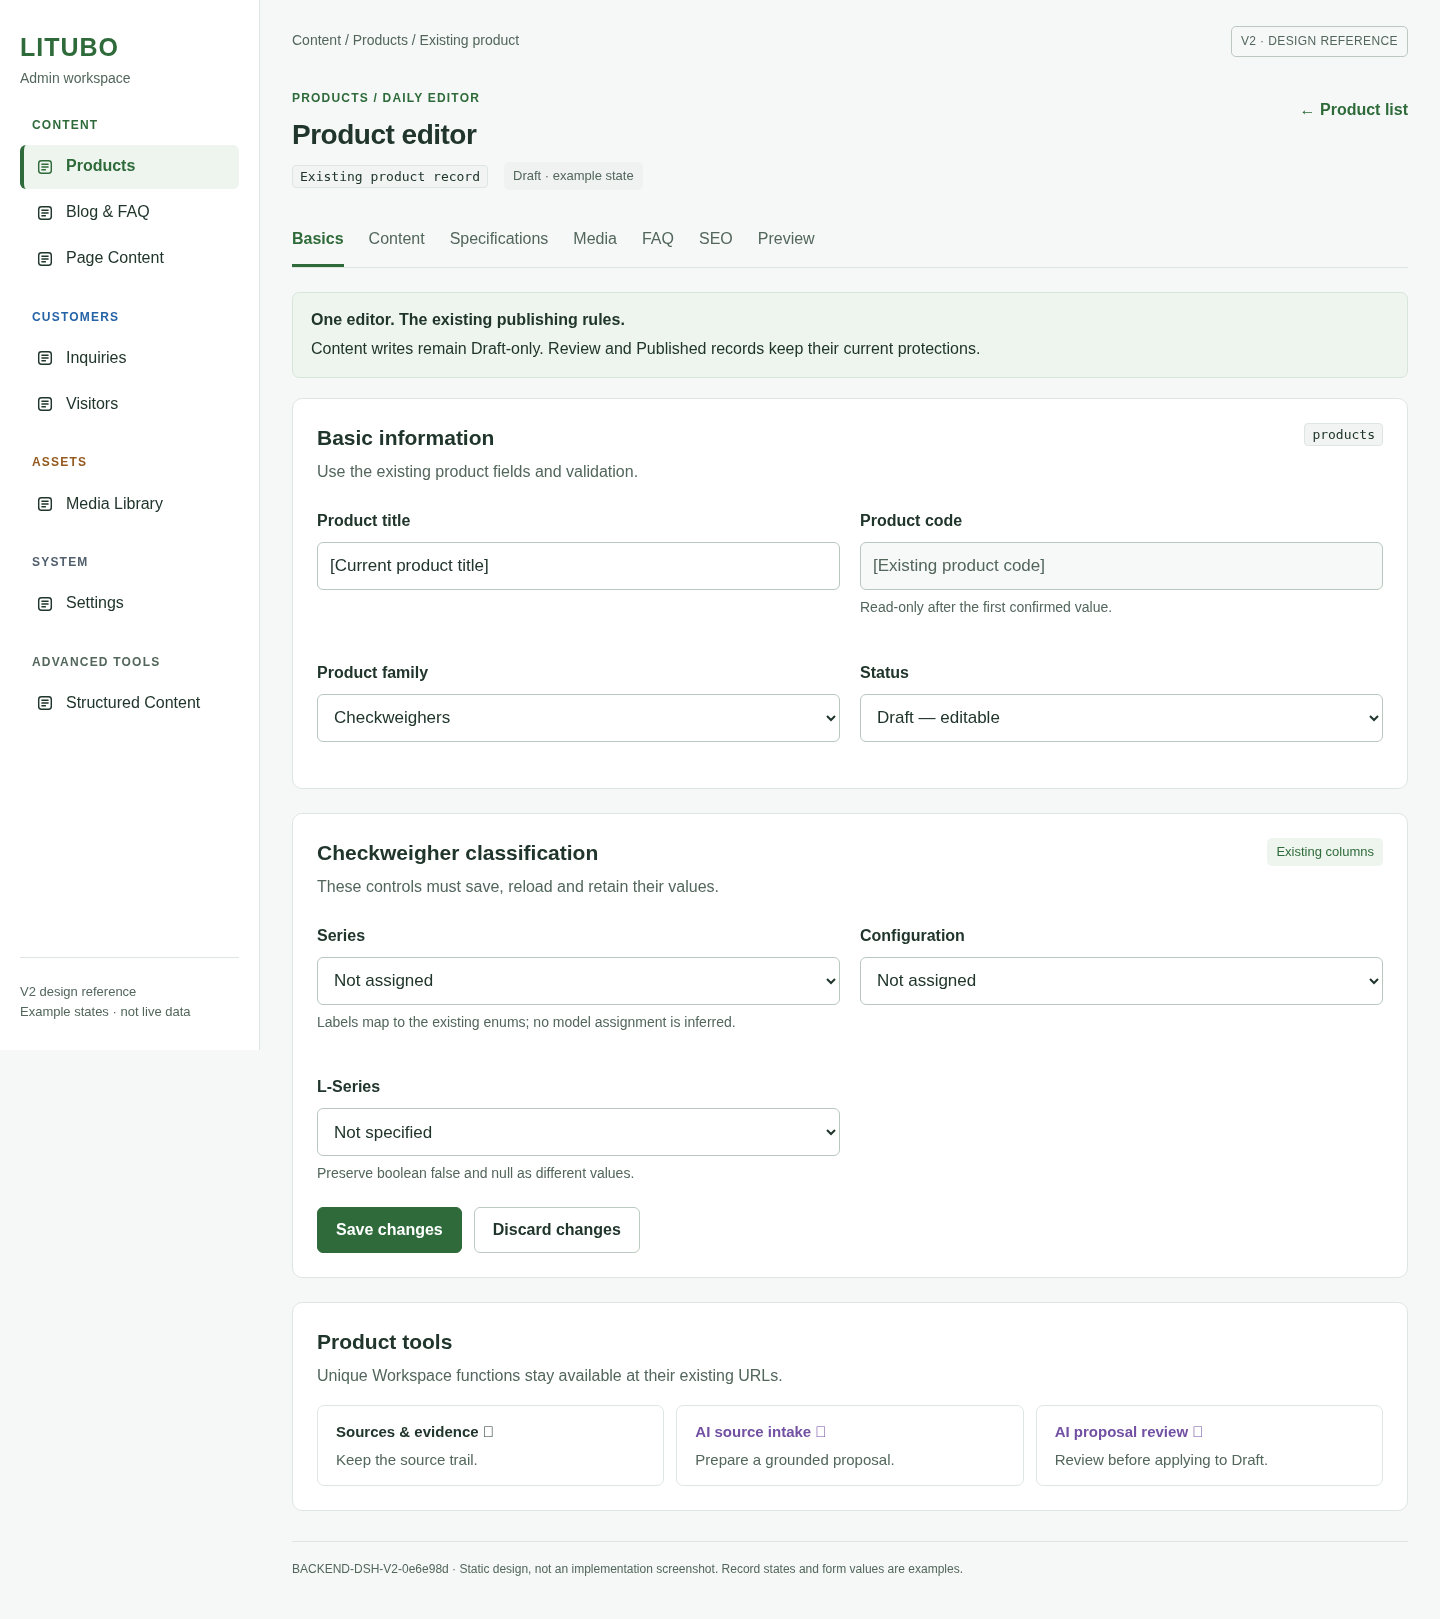 LITUBO
Admin workspace
CONTENT
Products
Blog & FAQ
Page Content
CUSTOMERS
Inquiries
Visitors
ASSETS
Media Library
SYSTEM
Settings
ADVANCED TOOLS
Structured Content
V2 design reference
Example states · not live data
Content / Products / Existing product
V2 · DESIGN REFERENCE
PRODUCTS / DAILY EDITOR
← Product list
Product editor
Existing product record
Draft · example state
Basics
Content
Specifications
Media
FAQ
SEO
Preview
One editor. The existing publishing rules.
Content writes remain Draft-only. Review and Published records keep their current protections.
Basic information
products
Use the existing product fields and validation.
Product title
Product code
[Current product title]
[Existing product code]
Read-only after the first confirmed value.
Product family
Status
Checkweighers
Draft — editable
Checkweigher classification
Existing columns
These controls must save, reload and retain their values.
Series
Configuration
Not assigned
Not assigned
Labels map to the existing enums; no model assignment is inferred.
L-Series
Not specified
Preserve boolean false and null as different values.
Save changes
Discard changes
Product tools
Unique Workspace functions stay available at their existing URLs.
Sources & evidence
Keep the source trail.
AI source intake
Prepare a grounded proposal.
AI proposal review
Review before applying to Draft.
BACKEND-DSH-V2-0e6e98d · Static design, not an implementation screenshot. Record states and form values are examples.